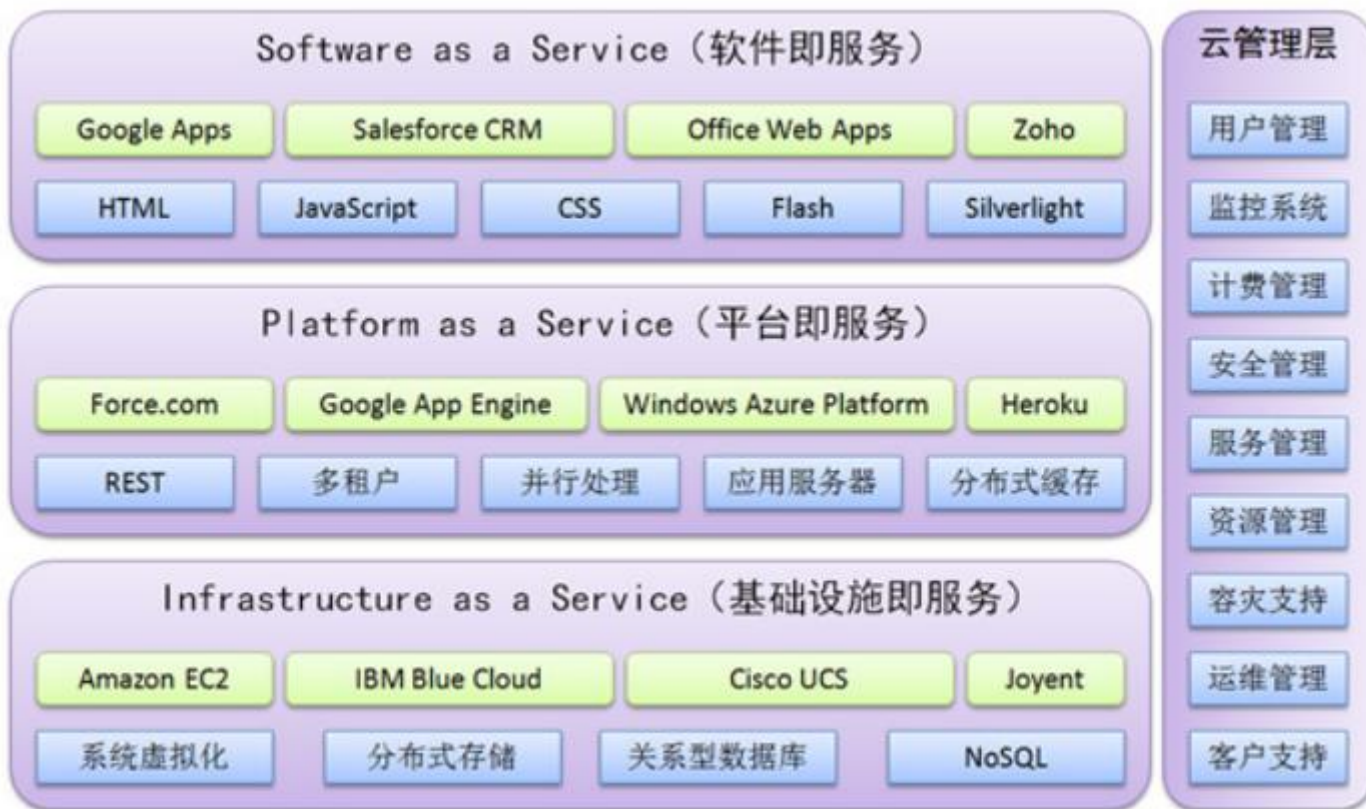 Software as a Service（软件即服务）
Google Apps
Salesforce CRM
Office Web Apps
Zoho
HTML
JavaScript
CSS
Flash
Silverlight
Platform as a Service（平台即服务）
Force.com
Google App Engine
Windows Azure Platform
Heroku
REST
多租户
并行处理
应用服务器
分布式缓存
Infrastructure as a Service（基础设施即服务）
Amazon EC2
IBM Blue Cloud
Cisco UCS
Joyent
系统虚拟化
分布式存储
关系型数据库
NoSQL
云管理层
用户管理
监控系统
计费管理
安全管理
服务管理
资源管理
容灾支持
运维管理
客户支持